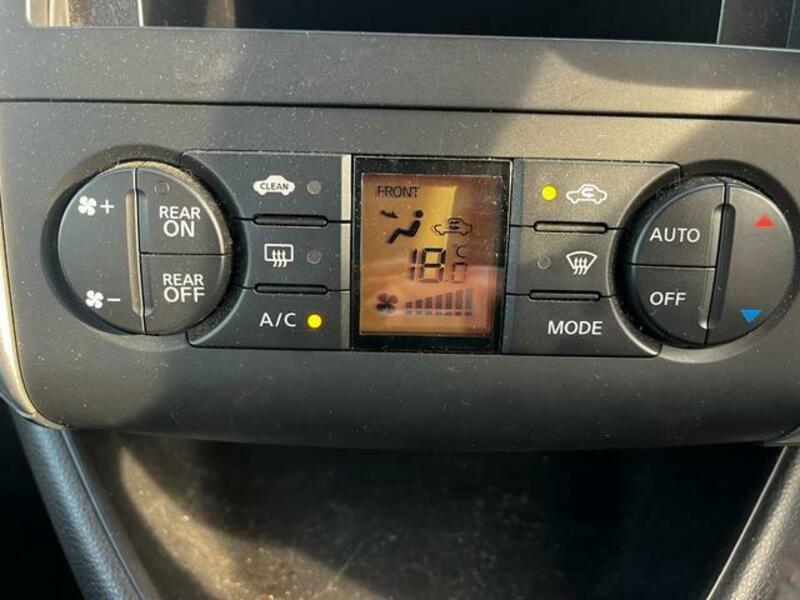 REAR
ON
REAR
OFF
CLEAN
A/C
FRONT
18.0
°C
AUTO
OFF
MODE